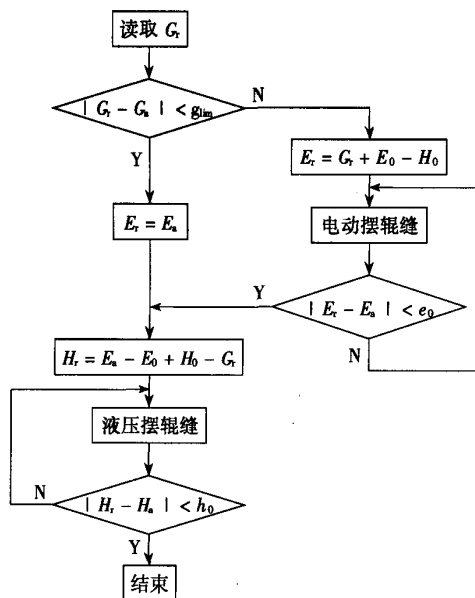 读取 Gr
| Gr − Ga | < glim
N
Y
Er = Gr + E0 − H0
Er = Ea
电动摆辊缝
Y
| Er − Ea | < e0
N
Hr = Ea − E0 + H0 − Gr
液压摆辊缝
N
| Hr − Ha | < h0
Y
结束